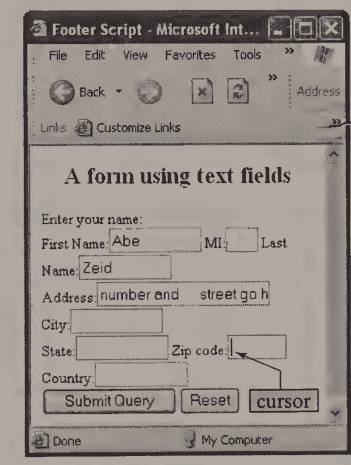 Footer Script - Microsoft Int...
File Edit View Favorites Tools »
Back » Address
Links Customize Links »
A form using text fields
Enter your name:
First Name: Abe MI: Last
Name: Zeid
Address: number and street go h
City:
State: Zip code:
Country:
Submit Query Reset cursor
Done My Computer